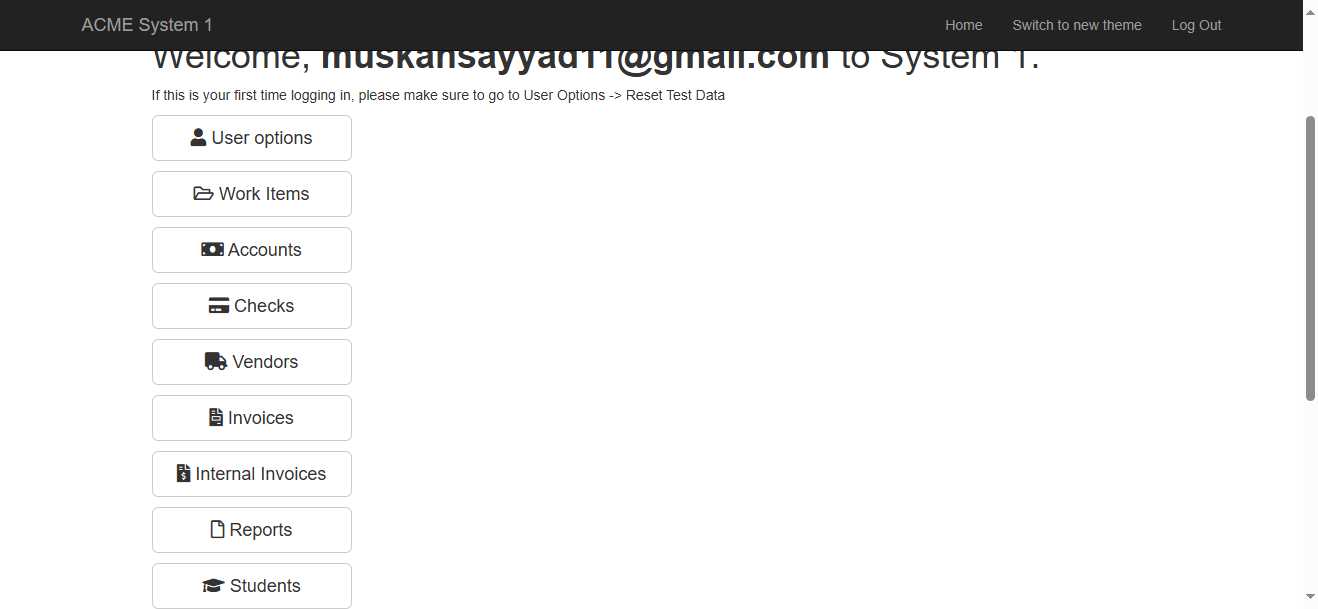 ACME System 1
Home Switch to new theme Log Out
Welcome, muskansayyad11@gmail.com to System 1.
If this is your first time logging in, please make sure to go to User Options -> Reset Test Data
User options
Work Items
Accounts
Checks
Vendors
Invoices
Internal Invoices
Reports
Students